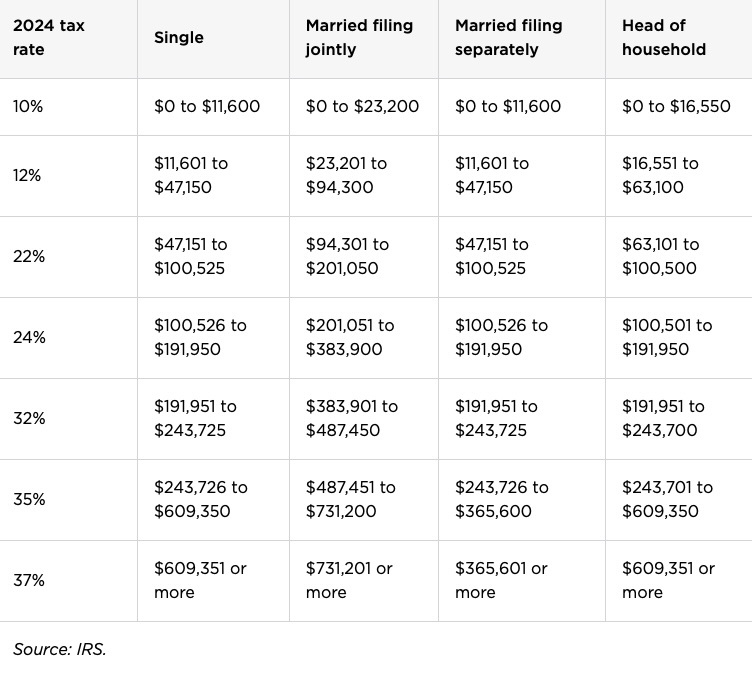 2024 tax rate | Single | Married filing jointly | Married filing separately | Head of household
10% | $0 to $11,600 | $0 to $23,200 | $0 to $11,600 | $0 to $16,550
12% | $11,601 to $47,150 | $23,201 to $94,300 | $11,601 to $47,150 | $16,551 to $63,100
22% | $47,151 to $100,525 | $94,301 to $201,050 | $47,151 to $100,525 | $63,101 to $100,500
24% | $100,526 to $191,950 | $201,051 to $383,900 | $100,526 to $191,950 | $100,501 to $191,950
32% | $191,951 to $243,725 | $383,901 to $487,450 | $191,951 to $243,725 | $191,951 to $243,700
35% | $243,726 to $609,350 | $487,451 to $731,200 | $243,726 to $365,600 | $243,701 to $609,350
37% | $609,351 or more | $731,201 or more | $365,601 or more | $609,351 or more
Source: IRS.